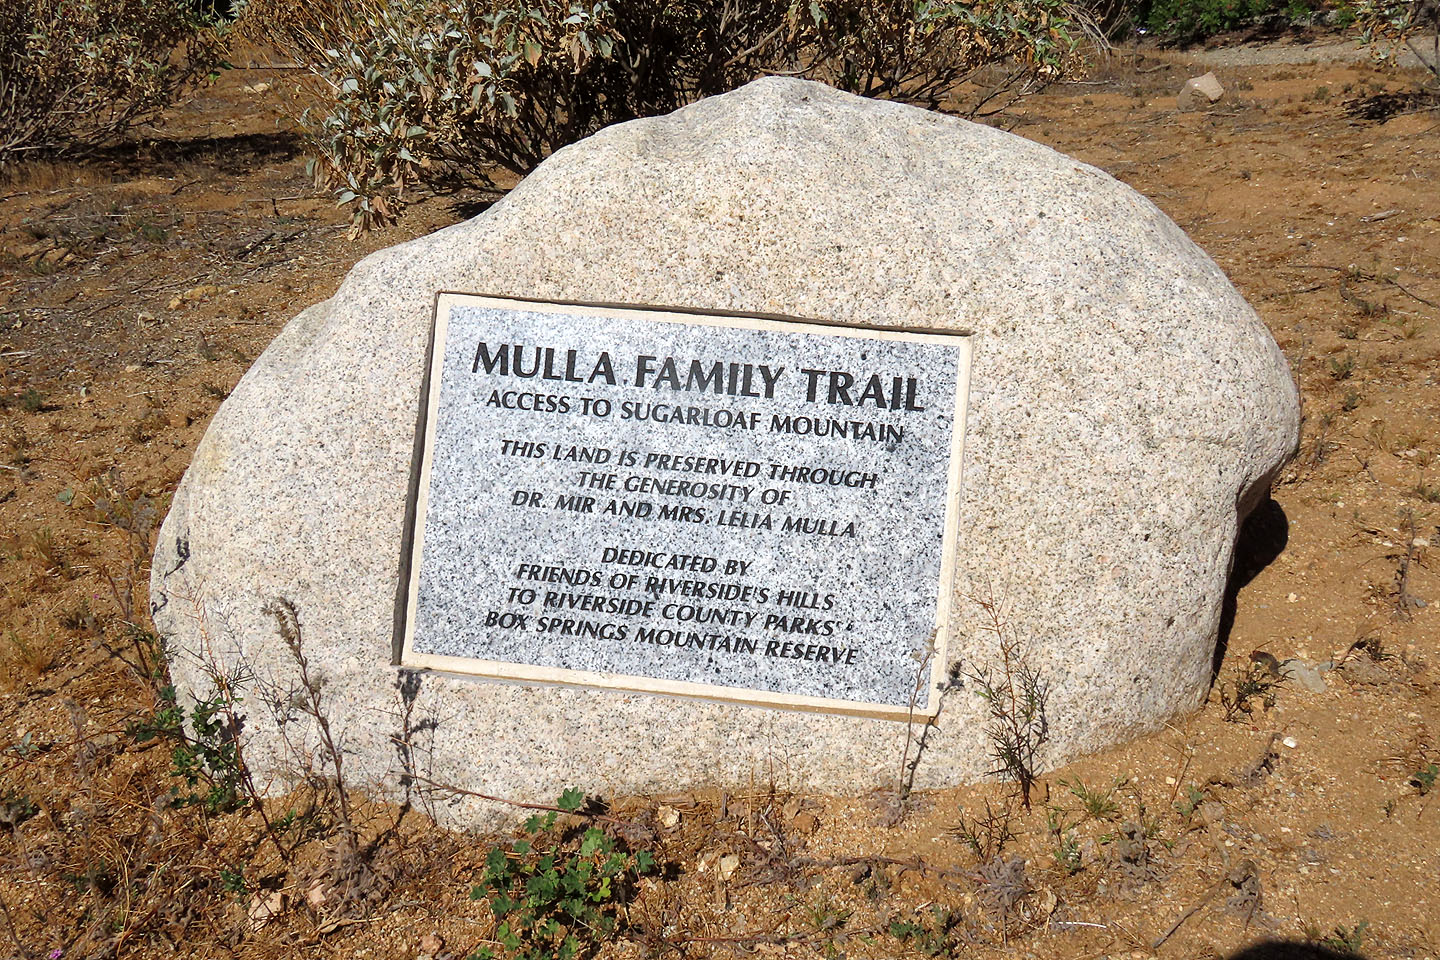 MULLA FAMILY TRAIL
ACCESS TO SUGARLOAF MOUNTAIN
THIS LAND IS PRESERVED THROUGH
THE GENEROSITY OF
DR. MIR AND MRS. LELIA MULLA
DEDICATED BY
FRIENDS OF RIVERSIDE'S HILLS
TO RIVERSIDE COUNTY PARKS'
BOX SPRINGS MOUNTAIN RESERVE